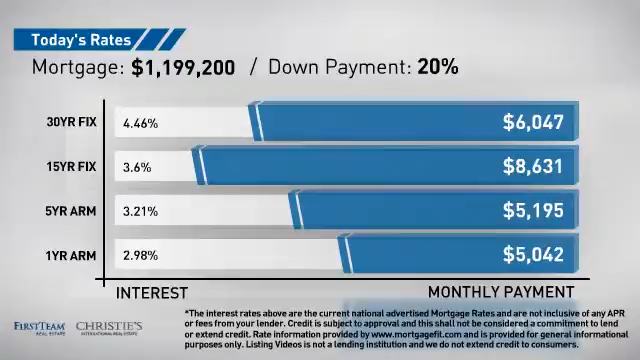 Today's Rates
Mortgage: $1,199,200 / Down Payment: 20%
30YR FIX 4.46% $6,047
15YR FIX 3.6% $8,631
5YR ARM 3.21% $5,195
1YR ARM 2.98% $5,042
INTEREST MONTHLY PAYMENT
FIRST TEAM REAL ESTATE CHRISTIE'S INTERNATIONAL REAL ESTATE
*The interest rates above are the current national advertised Mortgage Rates and are not inclusive of any APR
or fees from your lender. Credit is subject to approval and this shall not be considered a commitment to lend
or extend credit. Rate information provided by www.mortgagefit.com and is provided for general informational
purposes only. Listing Videos is not a lending institution and we do not extend credit to consumers.